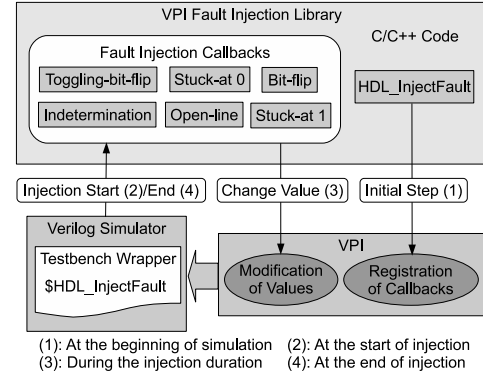 VPI Fault Injection Library
Fault Injection Callbacks
C/C++ Code
Toggling-bit-flip
Stuck-at 0
Bit-flip
HDL_InjectFault
Indetermination
Open-line
Stuck-at 1
Injection Start (2)/End (4)
Change Value (3)
Initial Step (1)
Verilog Simulator
VPI
Testbench Wrapper
$HDL_InjectFault
Modification
of Values
Registration
of Callbacks
(1): At the beginning of simulation
(2): At the start of injection
(3): During the injection duration
(4): At the end of injection